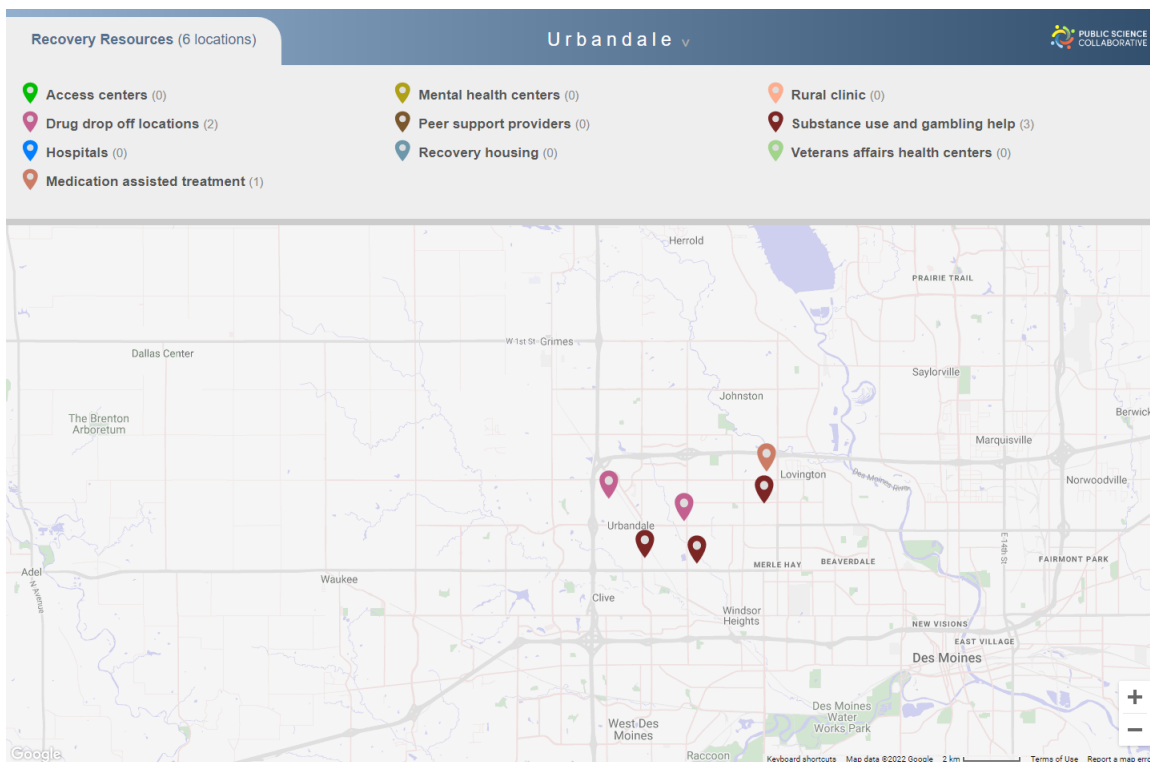 Recovery Resources (6 locations)
Urbandale v
PUBLIC SCIENCE
COLLABORATIVE
Access centers (0)
Drug drop off locations (2)
Hospitals (0)
Medication assisted treatment (1)
Mental health centers (0)
Peer support providers (0)
Recovery housing (0)
Rural clinic (0)
Substance use and gambling help (3)
Veterans affairs health centers (0)
Herrold
PRAIRIE TRAIL
W 1st St
Grimes
Dallas Center
Saylorville
Johnston
The Brenton
Arboretum
Berwick
Marquisville
Lovington
Des Moines River
Norwoodville
Urbandale
E 14th St
MERLE HAY
BEAVERDALE
FAIRMONT PARK
Adel
N Avenue
Waukee
Clive
Windsor
Heights
NEW VISIONS
EAST VILLAGE
Des Moines
Des Moines
Water
Works Park
West Des
Moines
Raccoon
+
−
Google
Keyboard shortcuts
Map data ©2022 Google
2 km
Terms of Use
Report a map erro